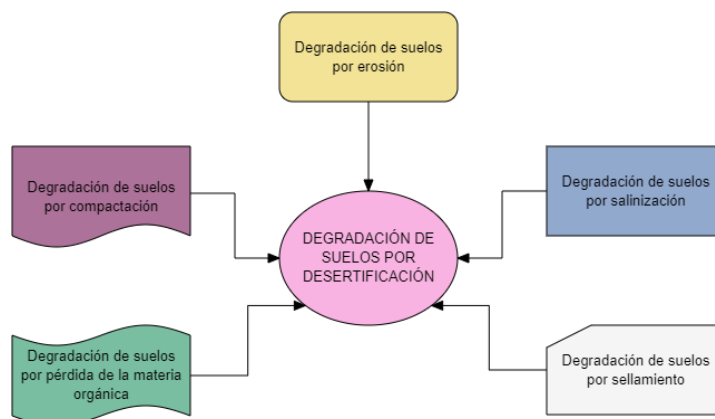 Degradación de suelos
por erosión
Degradación de suelos
por compactación
Degradación de suelos
por salinización
DEGRADACIÓN DE
SUELOS POR
DESERTIFICACIÓN
Degradación de suelos
por pérdida de la materia
orgánica
Degradación de suelos
por sellamiento